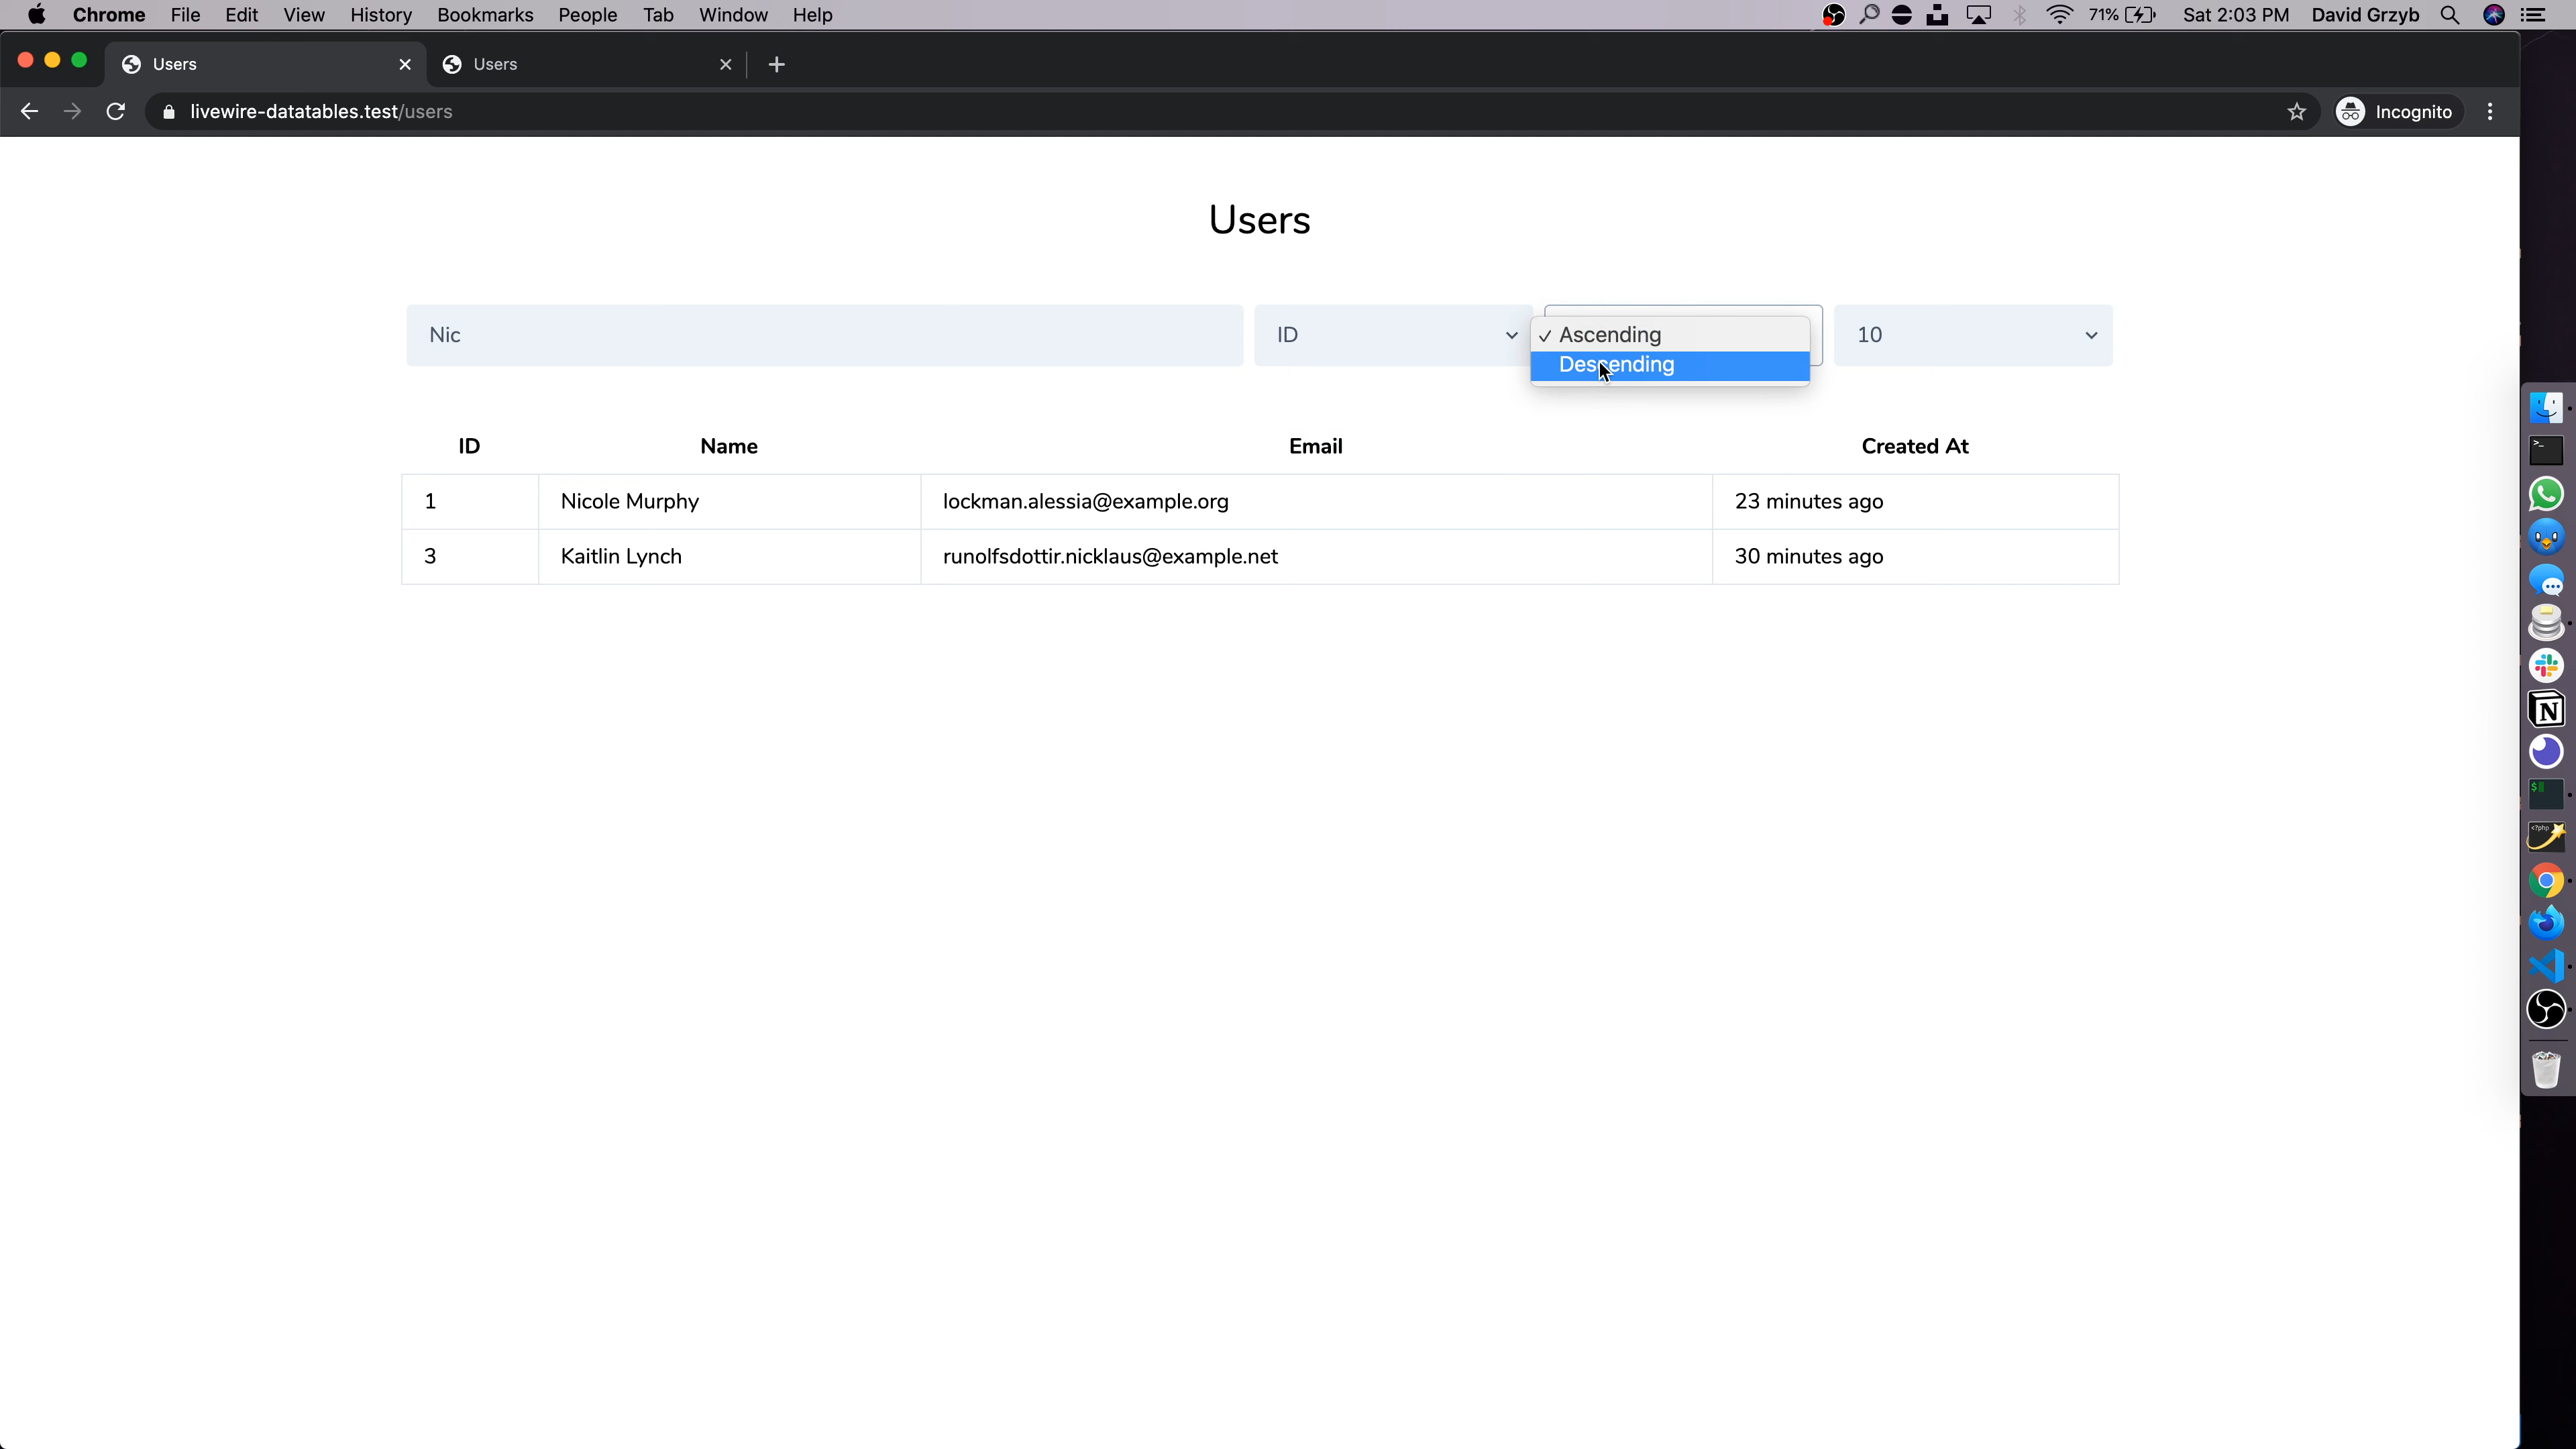 Chrome File Edit View History Bookmarks People Tab Window Help 71% Sat 2:03 PM David Grzyb
Users Users
livewire-datatables.test/users Incognito
Users
Nic ID ✓ Ascending 10
Descending
ID Name Email Created At
1 Nicole Murphy lockman.alessia@example.org 23 minutes ago
3 Kaitlin Lynch runolfsdottir.nicklaus@example.net 30 minutes ago
>_
N
$
<?php